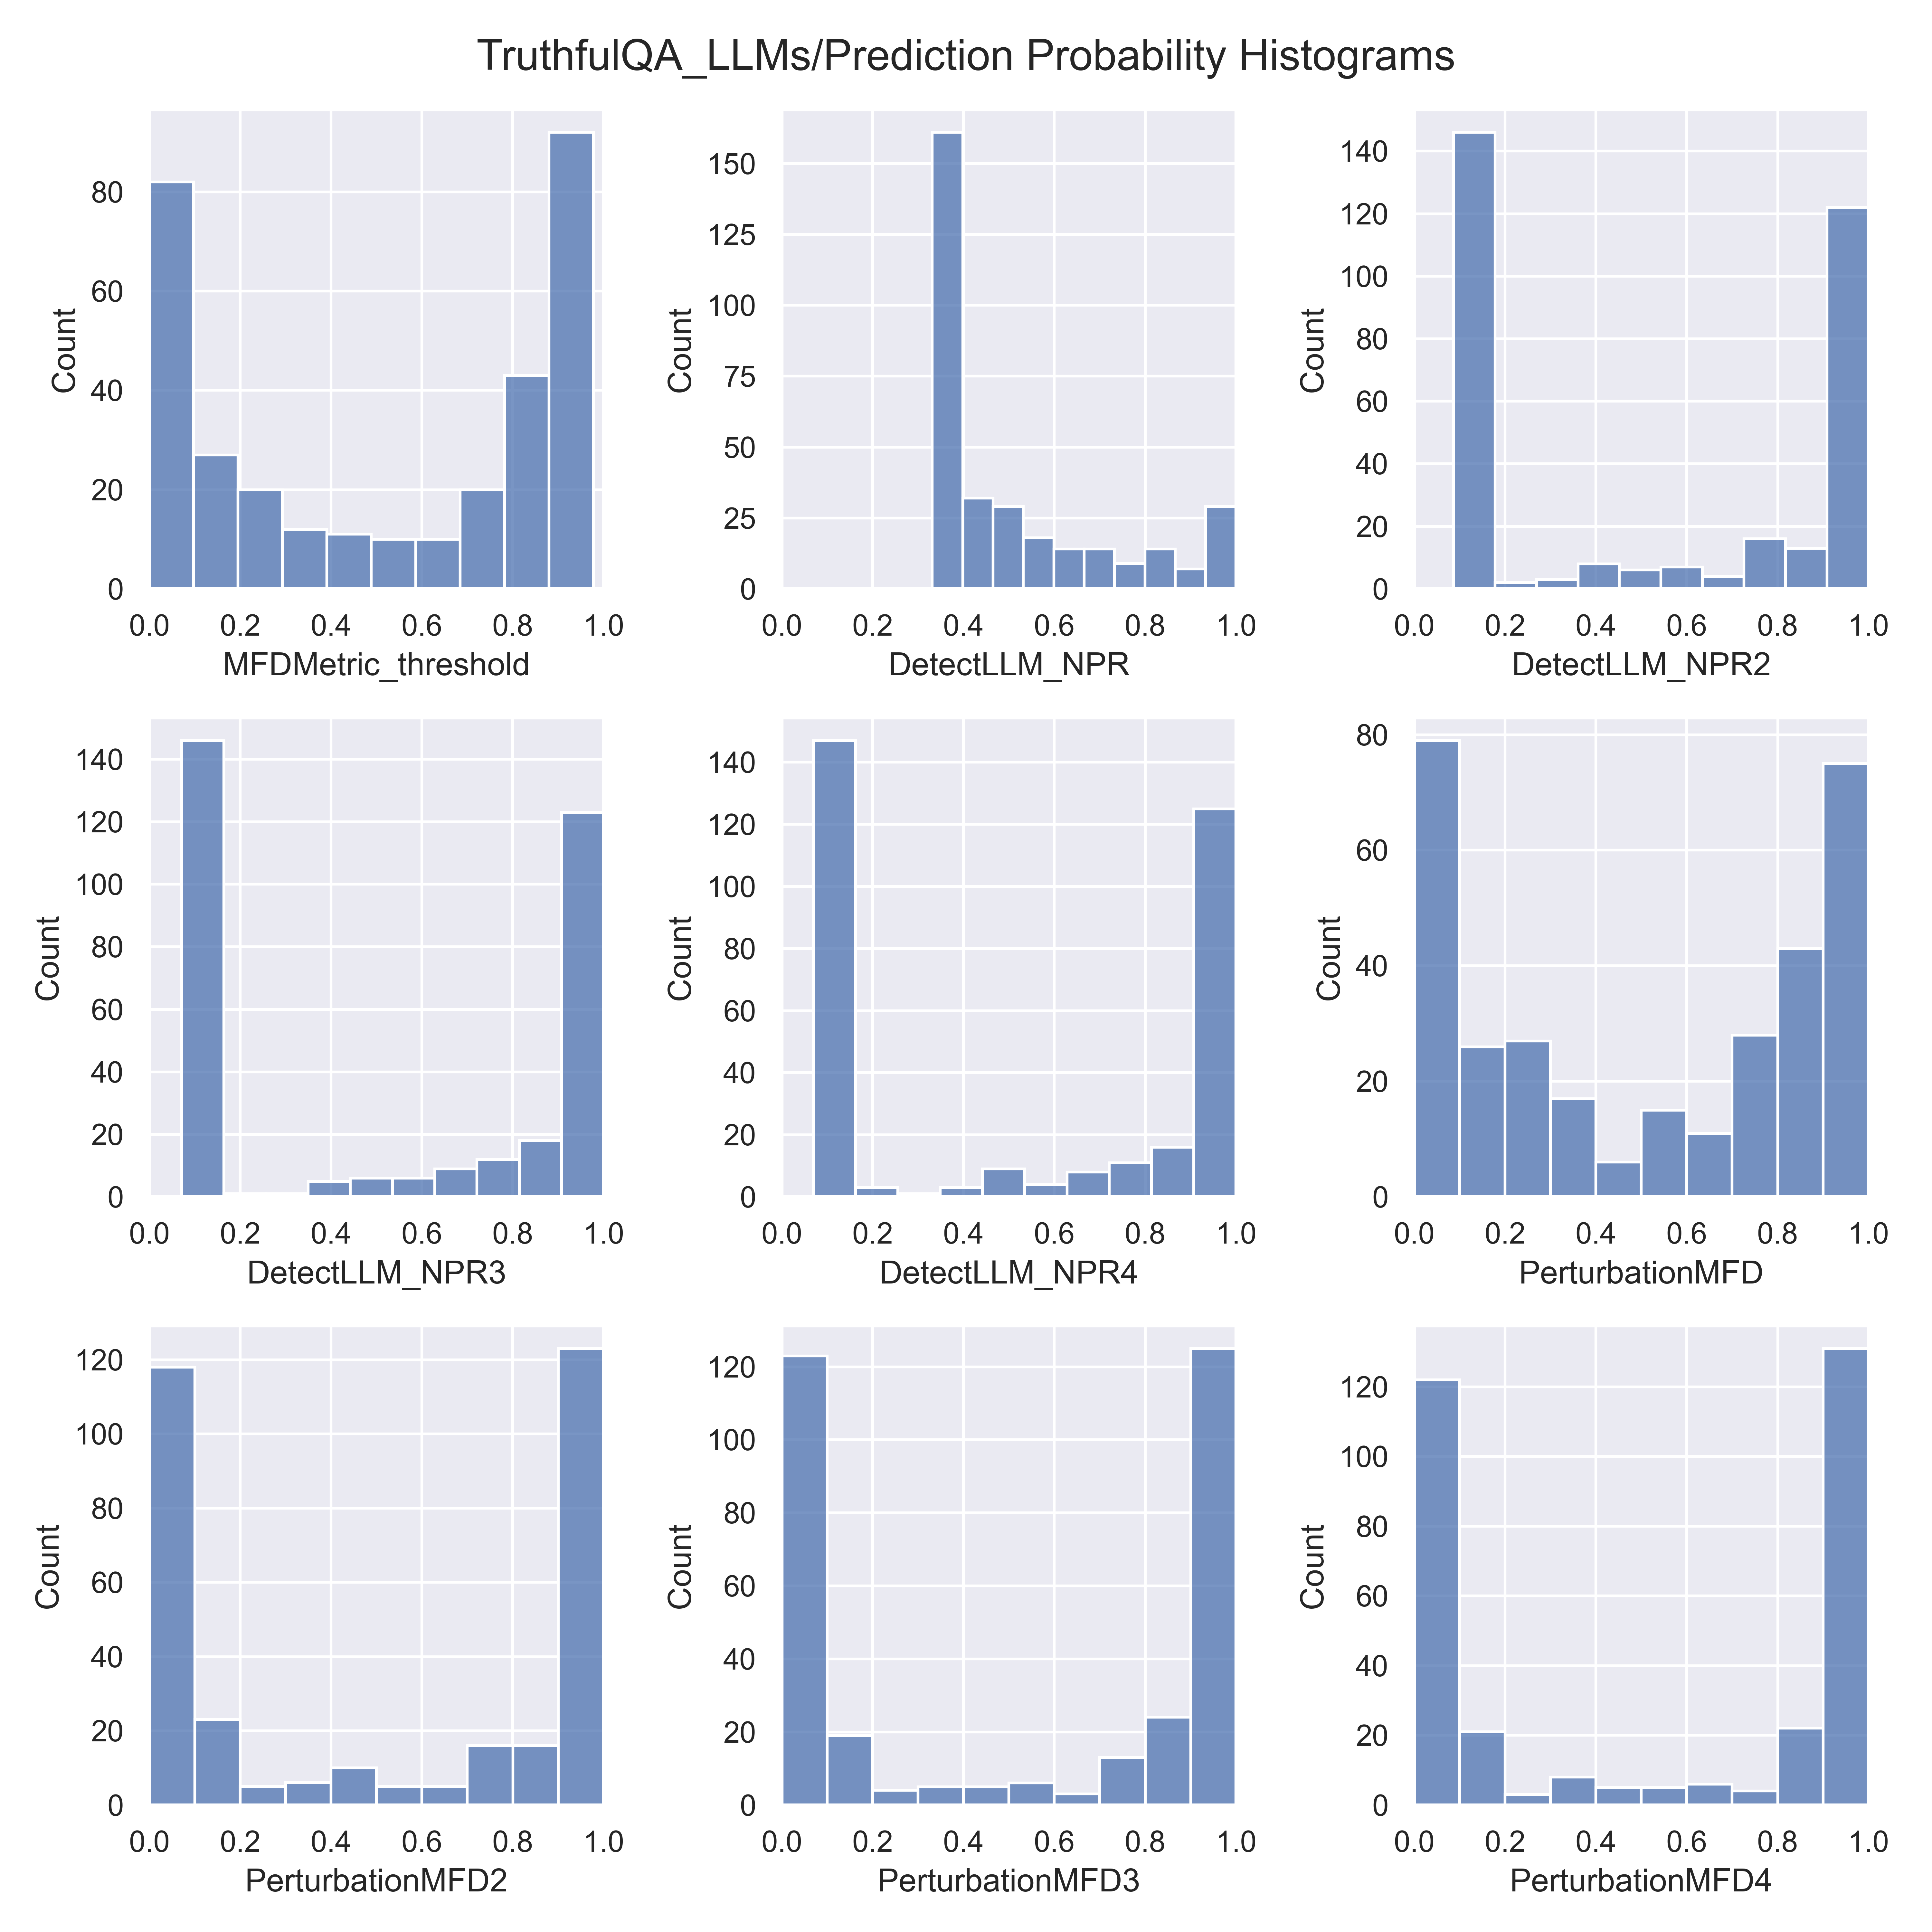 TruthfulQA_LLMs/Prediction Probability Histograms
80
60
40
20
0
Count
0.0 0.2 0.4 0.6 0.8 1.0
MFDMetric_threshold
150
125
100
75
50
25
0
Count
0.0 0.2 0.4 0.6 0.8 1.0
DetectLLM_NPR
140
120
100
80
60
40
20
0
Count
0.0 0.2 0.4 0.6 0.8 1.0
DetectLLM_NPR2
140
120
100
80
60
40
20
0
Count
0.0 0.2 0.4 0.6 0.8 1.0
DetectLLM_NPR3
140
120
100
80
60
40
20
0
Count
0.0 0.2 0.4 0.6 0.8 1.0
DetectLLM_NPR4
80
60
40
20
0
Count
0.0 0.2 0.4 0.6 0.8 1.0
PerturbationMFD
120
100
80
60
40
20
0
Count
0.0 0.2 0.4 0.6 0.8 1.0
PerturbationMFD2
120
100
80
60
40
20
0
Count
0.0 0.2 0.4 0.6 0.8 1.0
PerturbationMFD3
120
100
80
60
40
20
0
Count
0.0 0.2 0.4 0.6 0.8 1.0
PerturbationMFD4